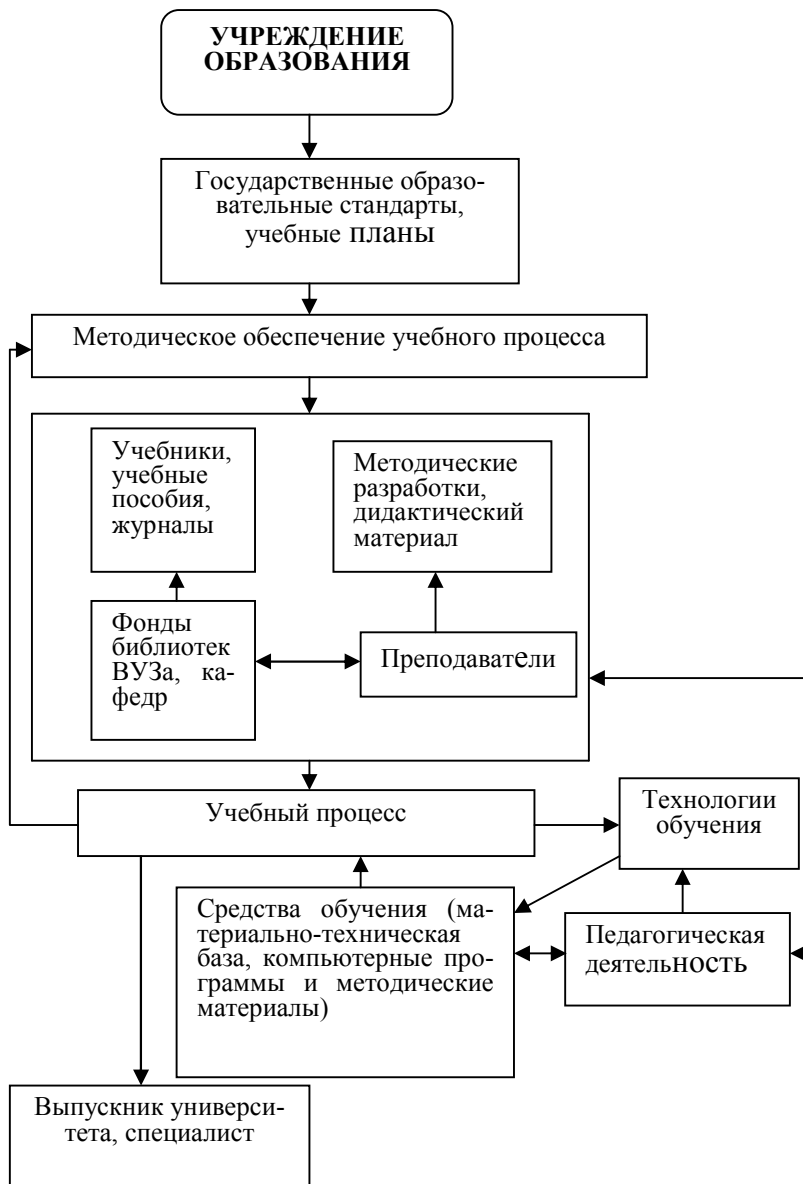 УЧРЕЖДЕНИЕ
ОБРАЗОВАНИЯ
Государственные образо-
вательные стандарты,
учебные планы
Методическое обеспечение учебного процесса
Учебники,
учебные
пособия,
журналы
Методические
разработки,
дидактический
материал
Фонды
библиотек
ВУЗа, ка-
федр
Преподаватели
Учебный процесс
Технологии
обучения
Средства обучения (ма-
териально-техническая
база, компьютерные про-
граммы и методические
материалы)
Педагогическая
деятельность
Выпускник универси-
тета, специалист